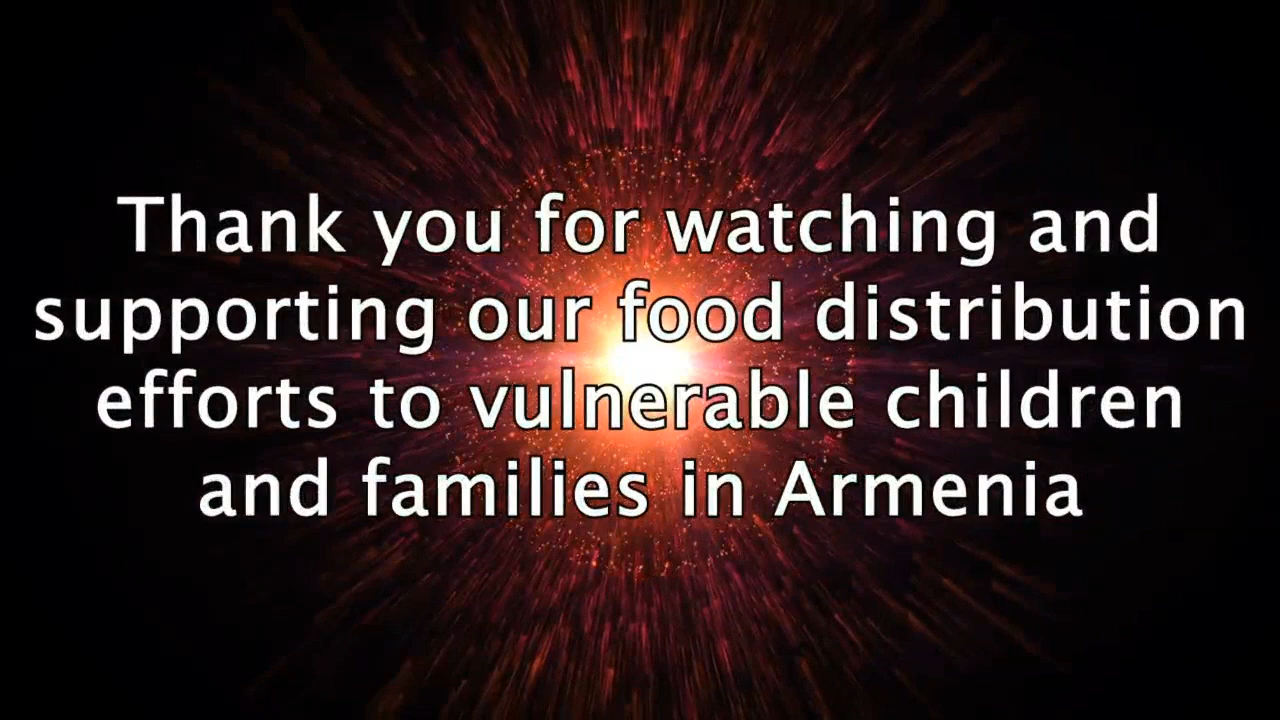 Thank you for watching and
supporting our food distribution
efforts to vulnerable children
and families in Armenia